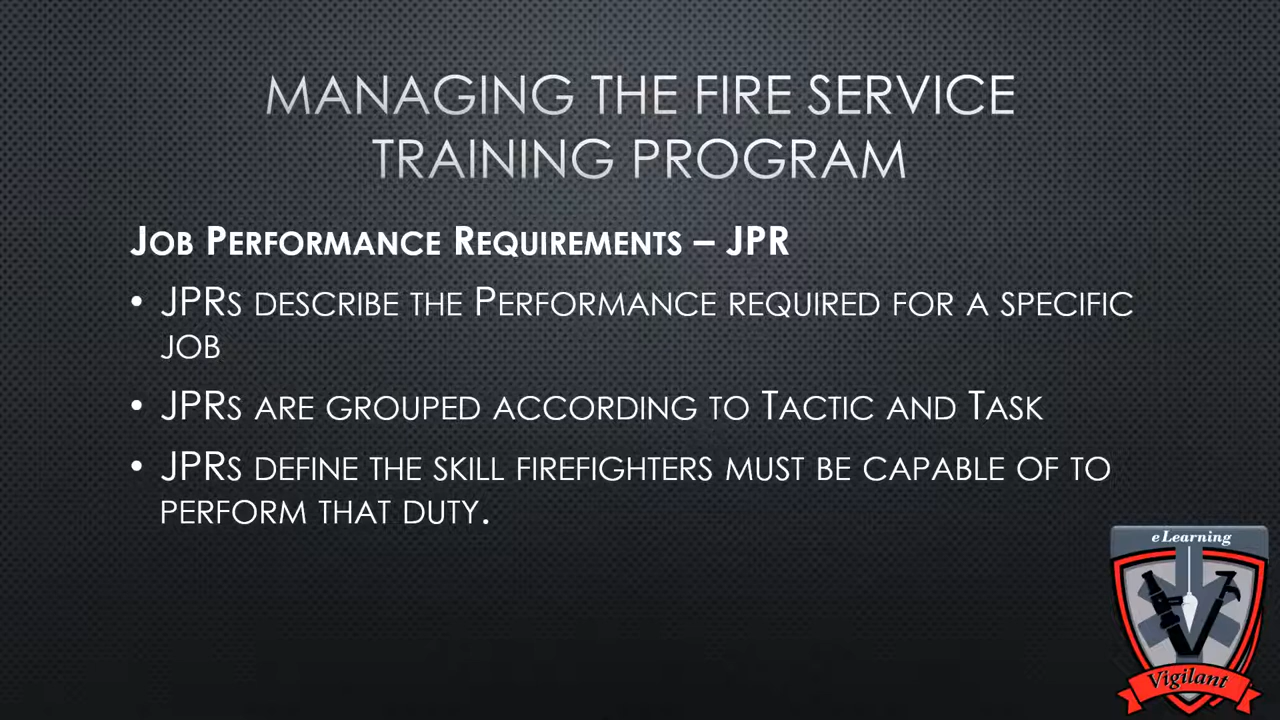 MANAGING THE FIRE SERVICE
TRAINING PROGRAM
JOB PERFORMANCE REQUIREMENTS – JPR
• JPRS DESCRIBE THE PERFORMANCE REQUIRED FOR A SPECIFIC
JOB
• JPRS ARE GROUPED ACCORDING TO TACTIC AND TASK
• JPRS DEFINE THE SKILL FIREFIGHTERS MUST BE CAPABLE OF TO
PERFORM THAT DUTY.
eLearning
V
Vigilant